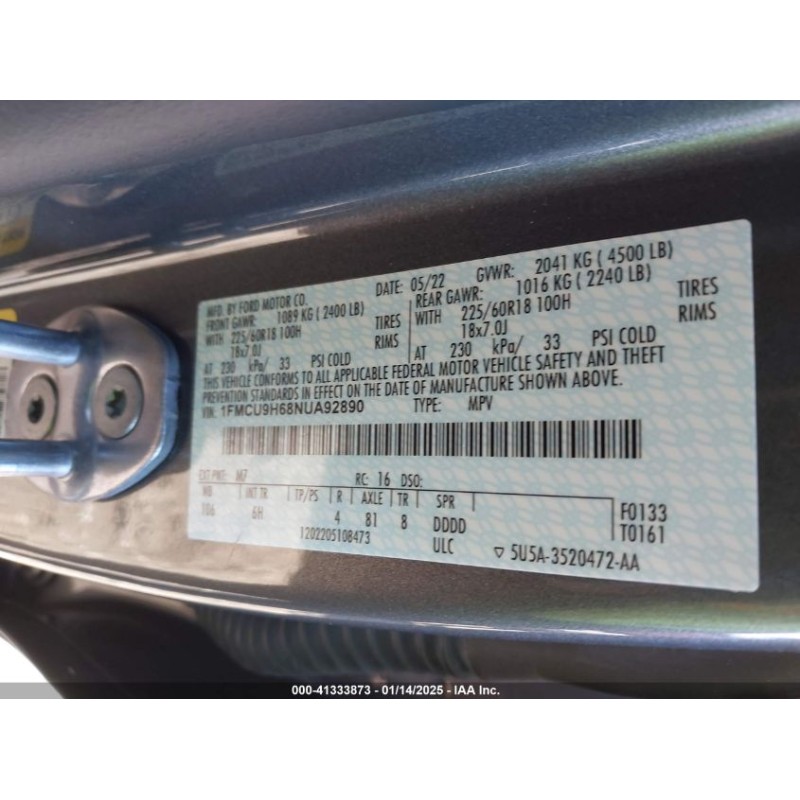 MFD. BY FORD MOTOR CO. DATE: 05/22 GVWR: 2041 KG ( 4500 LB)
FRONT GAWR: 1089 KG ( 2400 LB) REAR GAWR: 1016 KG ( 2240 LB)
WITH 225/60R18 100H TIRES WITH 225/60R18 100H TIRES
18x7.0J RIMS 18x7.0J RIMS
AT 230 kPa/ 33 PSI COLD AT 230 kPa/ 33 PSI COLD
THIS VEHICLE CONFORMS TO ALL APPLICABLE FEDERAL MOTOR VEHICLE SAFETY AND THEFT
PREVENTION STANDARDS IN EFFECT ON THE DATE OF MANUFACTURE SHOWN ABOVE.
VIN: 1FMCU9H68NUA92890 TYPE: MPV
EXT PNT: M7 RC: 16 DSO:
WB INT TR TP/PS R AXLE TR SPR
106 6H 4 81 8 DDDD F0133
1202205108473 ULC T0161
▽ 5U5A-3520472-AA
000-41333873 / 01/14/2025 - IAA Inc.